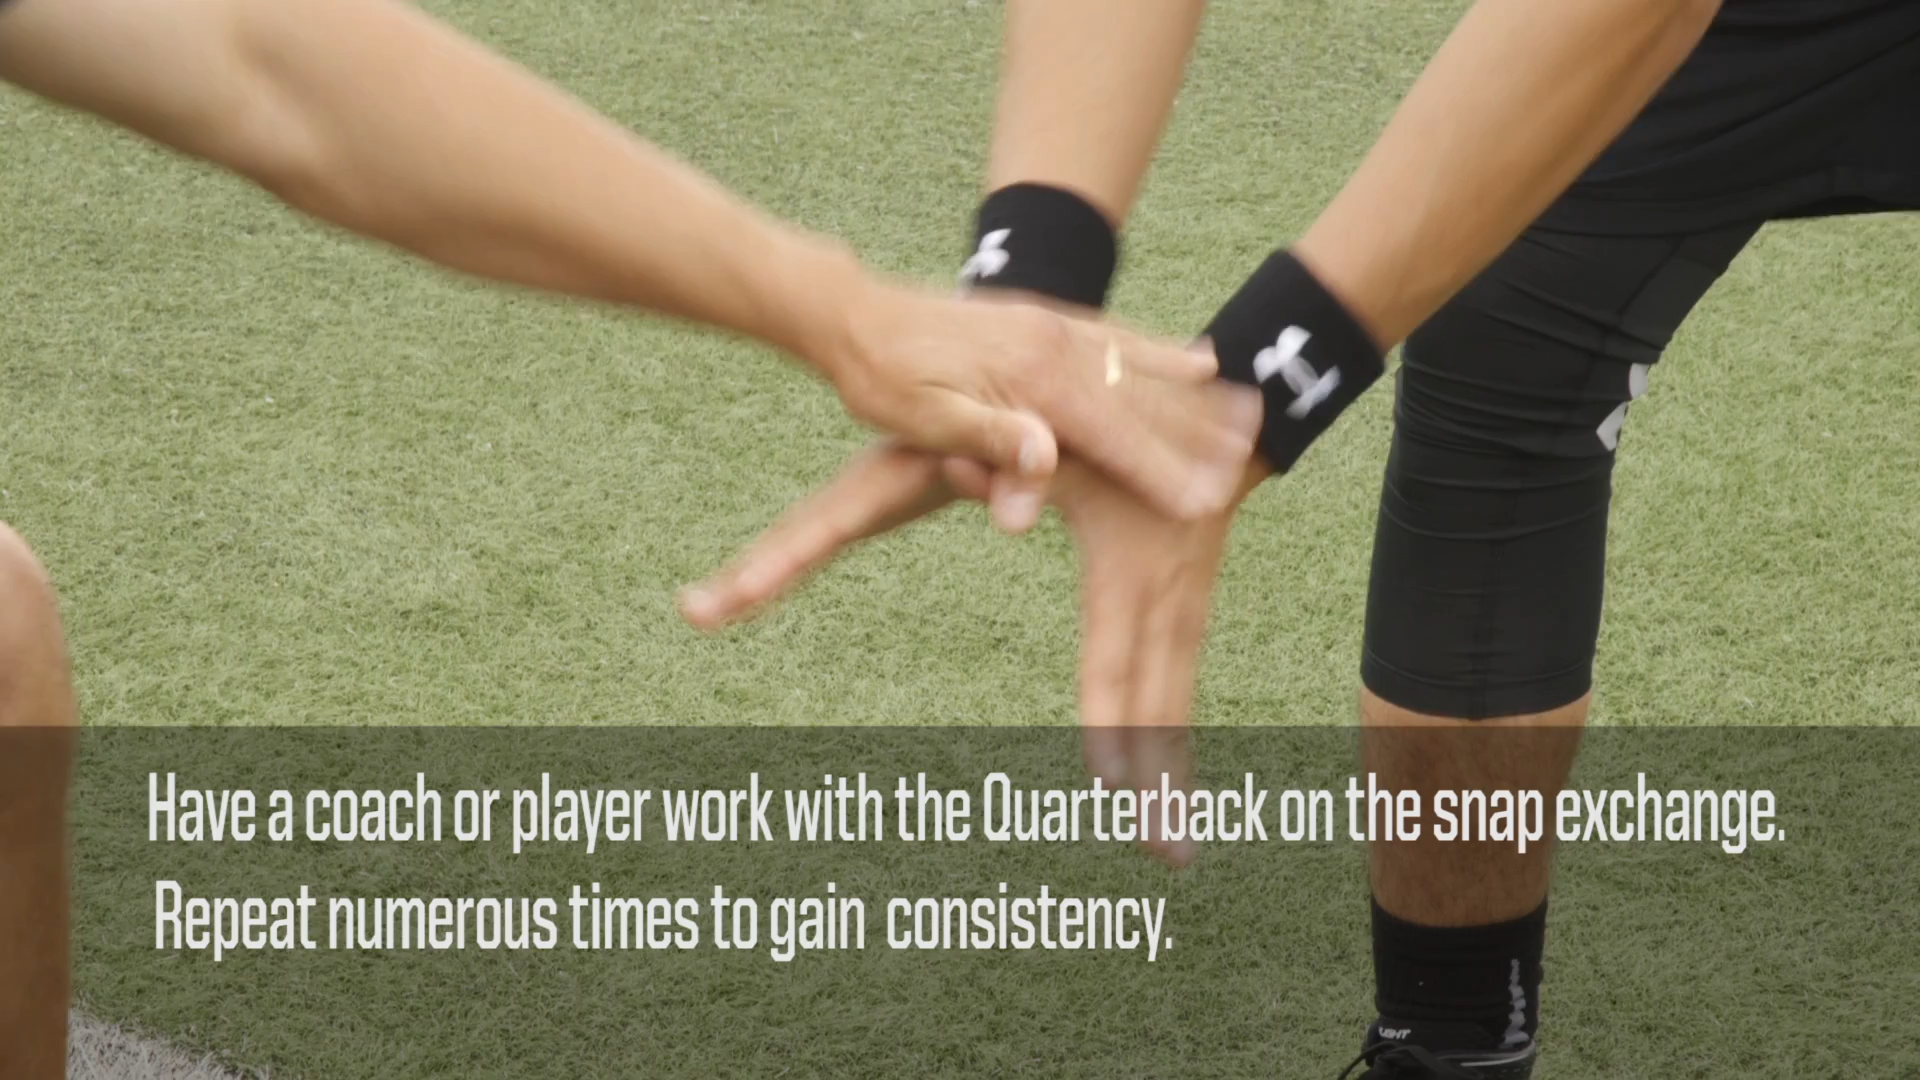 Have a coach or player work with the Quarterback on the snap exchange.
Repeat numerous times to gain consistency.